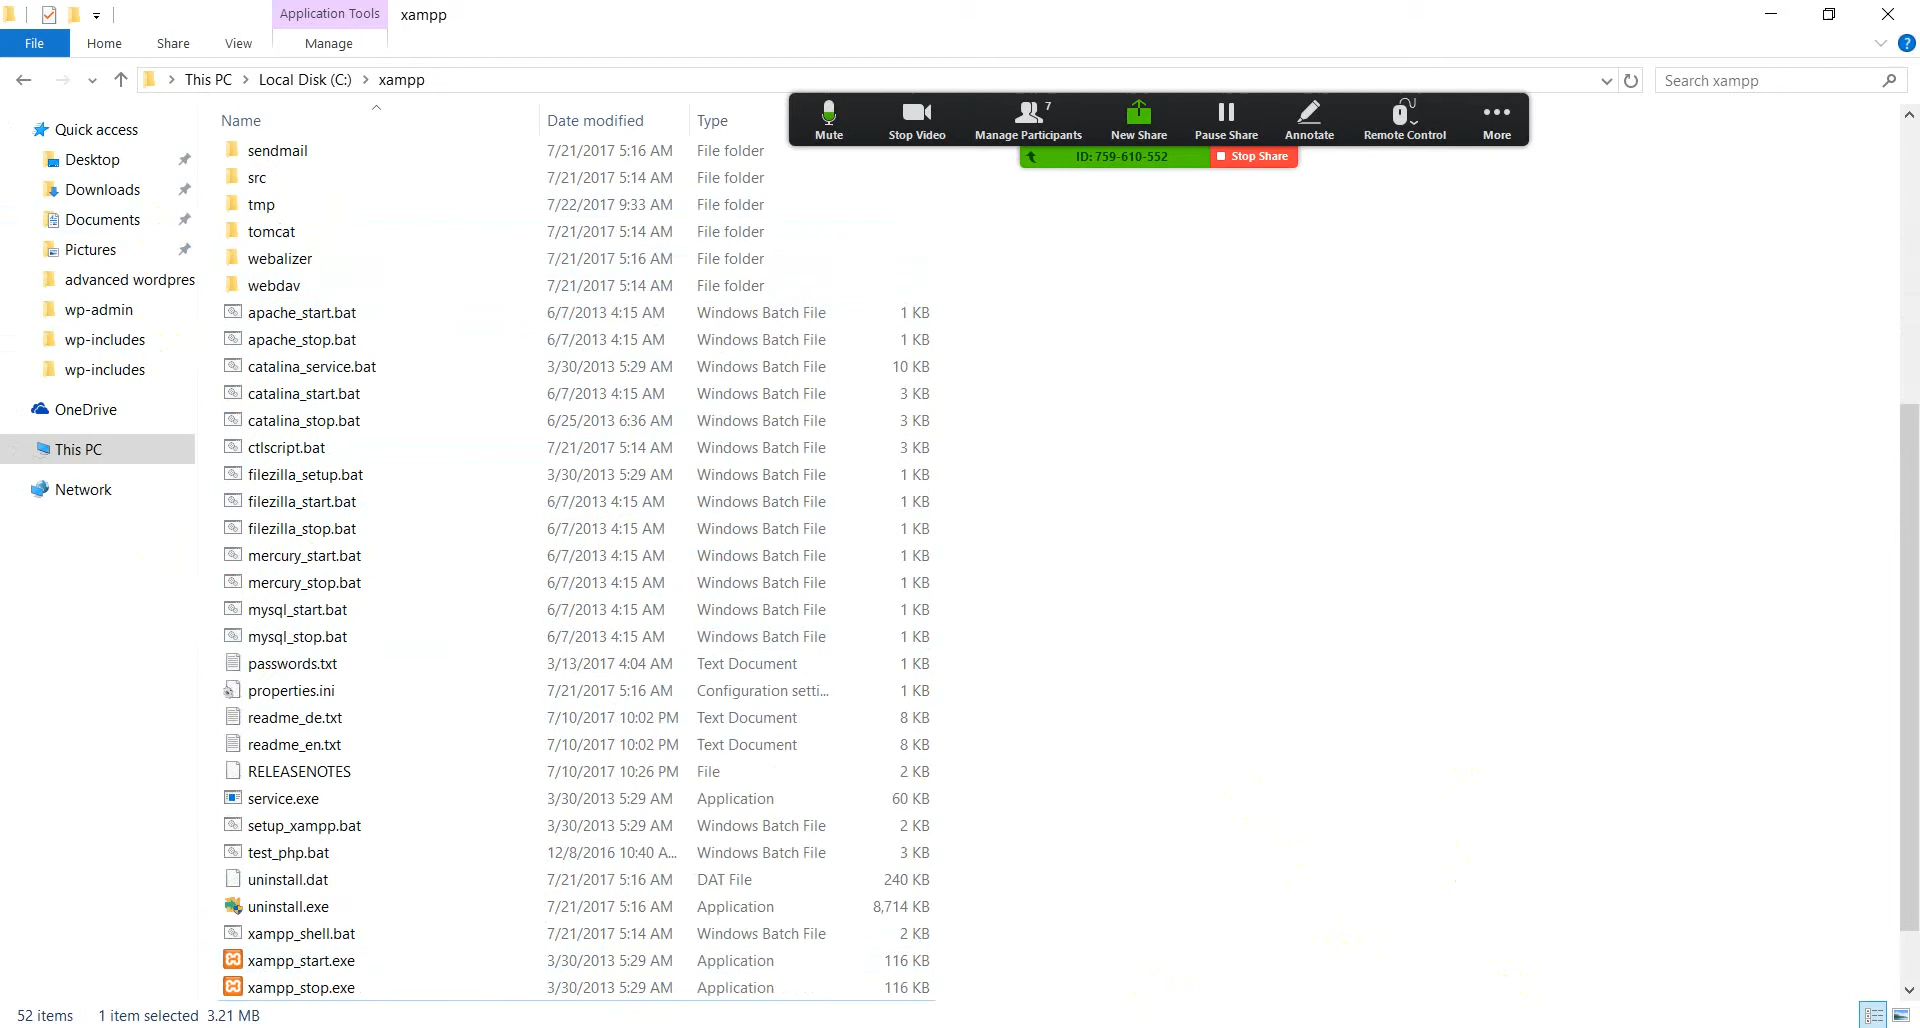 Application Tools
xampp
File
Home
Share
View
Manage
?
This PC
Local Disk (C:)
xampp
Search xampp
Mute
Stop Video
Manage Participants
7
New Share
Pause Share
Annotate
Remote Control
More
ID: 759-610-552
Stop Share
Quick access
Desktop
Downloads
Documents
Pictures
advanced wordpres
wp-admin
wp-includes
wp-includes
OneDrive
This PC
Network
Name Date modified Type
sendmail 7/21/2017 5:16 AM File folder
src 7/21/2017 5:14 AM File folder
tmp 7/22/2017 9:33 AM File folder
tomcat 7/21/2017 5:14 AM File folder
webalizer 7/21/2017 5:16 AM File folder
webdav 7/21/2017 5:14 AM File folder
apache_start.bat 6/7/2013 4:15 AM Windows Batch File 1 KB
apache_stop.bat 6/7/2013 4:15 AM Windows Batch File 1 KB
catalina_service.bat 3/30/2013 5:29 AM Windows Batch File 10 KB
catalina_start.bat 6/7/2013 4:15 AM Windows Batch File 3 KB
catalina_stop.bat 6/25/2013 6:36 AM Windows Batch File 3 KB
ctlscript.bat 7/21/2017 5:14 AM Windows Batch File 3 KB
filezilla_setup.bat 3/30/2013 5:29 AM Windows Batch File 1 KB
filezilla_start.bat 6/7/2013 4:15 AM Windows Batch File 1 KB
filezilla_stop.bat 6/7/2013 4:15 AM Windows Batch File 1 KB
mercury_start.bat 6/7/2013 4:15 AM Windows Batch File 1 KB
mercury_stop.bat 6/7/2013 4:15 AM Windows Batch File 1 KB
mysql_start.bat 6/7/2013 4:15 AM Windows Batch File 1 KB
mysql_stop.bat 6/7/2013 4:15 AM Windows Batch File 1 KB
passwords.txt 3/13/2017 4:04 AM Text Document 1 KB
properties.ini 7/21/2017 5:16 AM Configuration setti... 1 KB
readme_de.txt 7/10/2017 10:02 PM Text Document 8 KB
readme_en.txt 7/10/2017 10:02 PM Text Document 8 KB
RELEASENOTES 7/10/2017 10:26 PM File 2 KB
service.exe 3/30/2013 5:29 AM Application 60 KB
setup_xampp.bat 3/30/2013 5:29 AM Windows Batch File 2 KB
test_php.bat 12/8/2016 10:40 A... Windows Batch File 3 KB
uninstall.dat 7/21/2017 5:16 AM DAT File 240 KB
uninstall.exe 7/21/2017 5:16 AM Application 8,714 KB
xampp_shell.bat 7/21/2017 5:14 AM Windows Batch File 2 KB
xampp_start.exe 3/30/2013 5:29 AM Application 116 KB
xampp_stop.exe 3/30/2013 5:29 AM Application 116 KB
52 items 1 item selected 3.21 MB